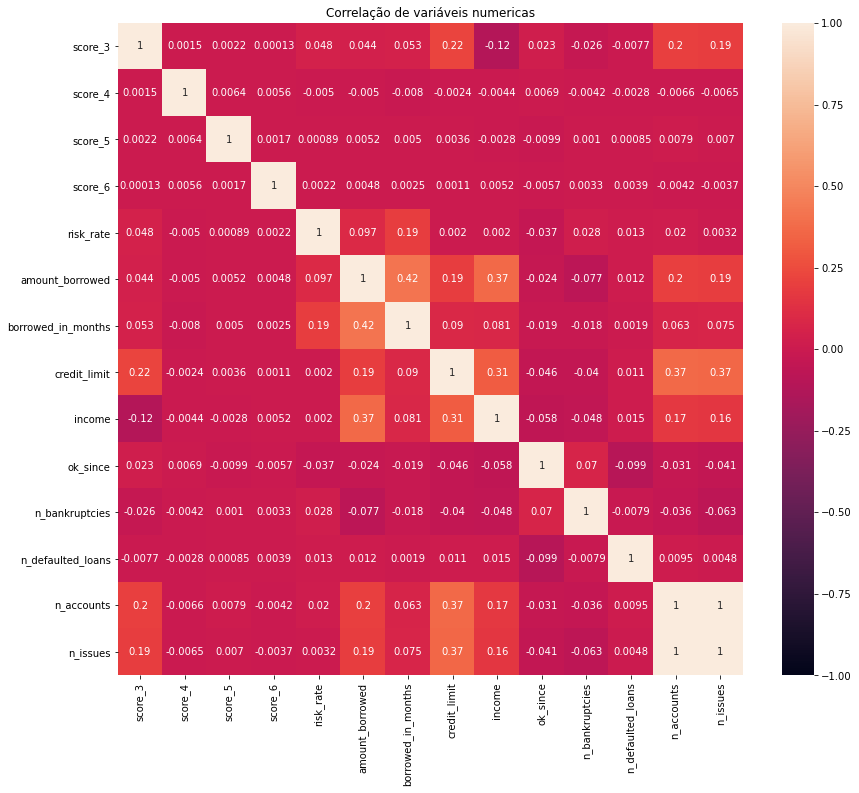 Correlação de variáveis numericas
score_3 1 0.0015 0.0022 0.00013 0.048 0.044 0.053 0.22 -0.12 0.023 -0.026 -0.0077 0.2 0.19
score_4 0.0015 1 0.0064 0.0056 -0.005 -0.005 -0.008 -0.0024 -0.0044 0.0069 -0.0042 -0.0028 -0.0066 -0.0065
score_5 0.0022 0.0064 1 0.0017 0.00089 0.0052 0.005 0.0036 -0.0028 -0.0099 0.001 0.00085 0.0079 0.007
score_6 0.00013 0.0056 0.0017 1 0.0022 0.0048 0.0025 0.0011 0.0052 -0.0057 0.0033 0.0039 -0.0042 -0.0037
risk_rate 0.048 -0.005 0.00089 0.0022 1 0.097 0.19 0.002 0.002 -0.037 0.028 0.013 0.02 0.0032
amount_borrowed 0.044 -0.005 0.0052 0.0048 0.097 1 0.42 0.19 0.37 -0.024 -0.077 0.012 0.2 0.19
borrowed_in_months 0.053 -0.008 0.005 0.0025 0.19 0.42 1 0.09 0.081 -0.019 -0.018 0.0019 0.063 0.075
credit_limit 0.22 -0.0024 0.0036 0.0011 0.002 0.19 0.09 1 0.31 -0.046 -0.04 0.011 0.37 0.37
income -0.12 -0.0044 -0.0028 0.0052 0.002 0.37 0.081 0.31 1 -0.058 -0.048 0.015 0.17 0.16
ok_since 0.023 0.0069 -0.0099 -0.0057 -0.037 -0.024 -0.019 -0.046 -0.058 1 0.07 -0.099 -0.031 -0.041
n_bankruptcies -0.026 -0.0042 0.001 0.0033 0.028 -0.077 -0.018 -0.04 -0.048 0.07 1 -0.0079 -0.036 -0.063
n_defaulted_loans -0.0077 -0.0028 0.00085 0.0039 0.013 0.012 0.0019 0.011 0.015 -0.099 -0.0079 1 0.0095 0.0048
n_accounts 0.2 -0.0066 0.0079 -0.0042 0.02 0.2 0.063 0.37 0.17 -0.031 -0.036 0.0095 1 1
n_issues 0.19 -0.0065 0.007 -0.0037 0.0032 0.19 0.075 0.37 0.16 -0.041 -0.063 0.0048 1 1
score_3 score_4 score_5 score_6 risk_rate amount_borrowed borrowed_in_months credit_limit income ok_since n_bankruptcies n_defaulted_loans n_accounts n_issues
1.00
0.75
0.50
0.25
0.00
−0.25
−0.50
−0.75
−1.00